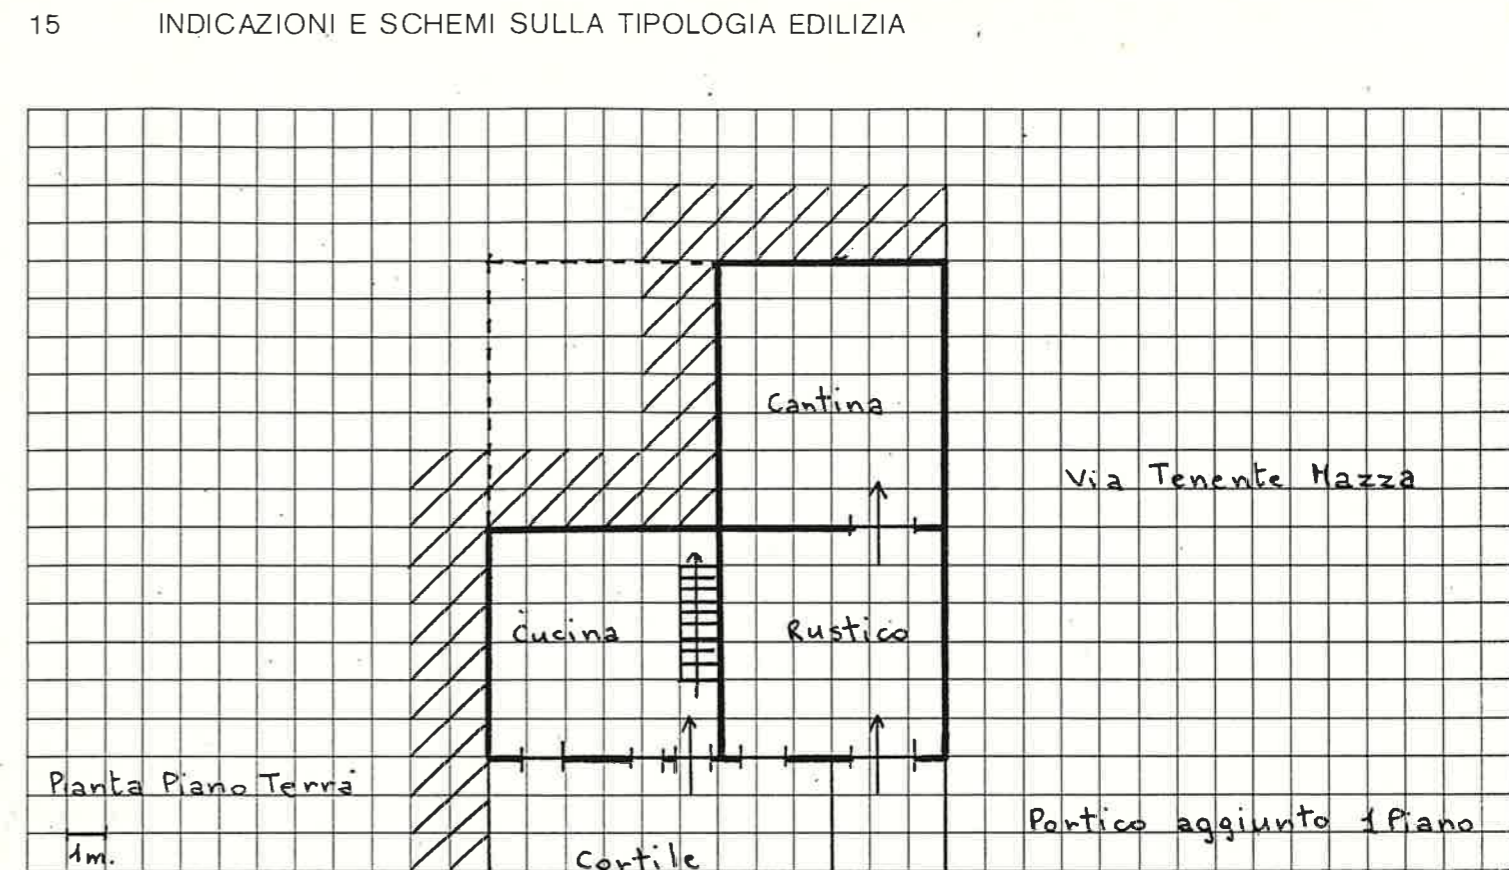 15 INDICAZIONI E SCHEMI SULLA TIPOLOGIA EDILIZIA
Cantina
Via Tenente Mazza
Cucina
Rustico
Pianta Piano Terra
Portico aggiunto 1 Piano
1m.
Cortile